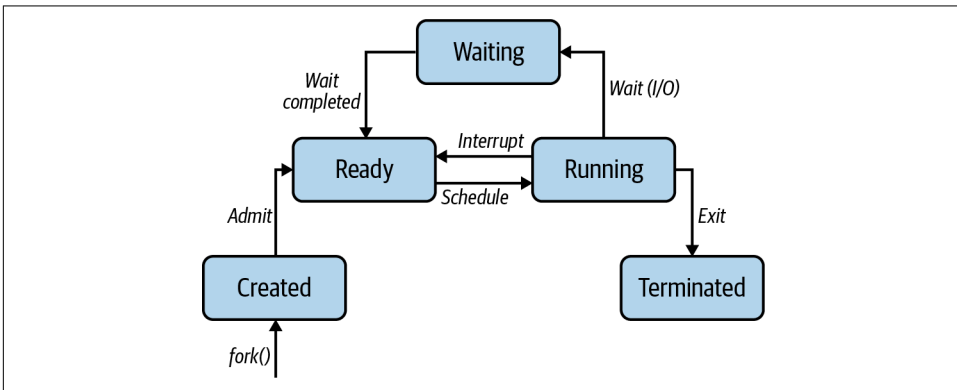 Waiting
Wait
completed
Wait (I/O)
Interrupt
Ready
Running
Schedule
Admit
Exit
Created
Terminated
fork()